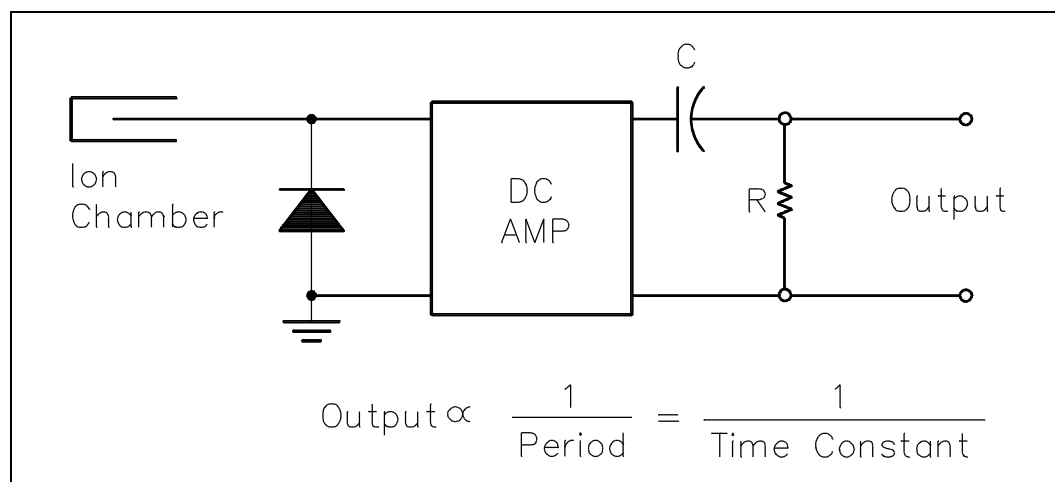 C
Ion
Chamber
DC
AMP
R
Output
Output ∝ 1 / Period = 1 / Time Constant